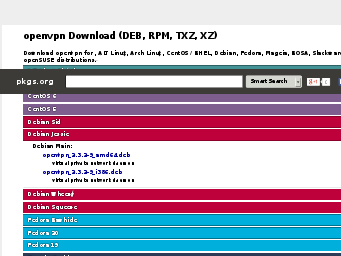 openvpn Download (DEB, RPM, TXZ, XZ)
Download openvpn for, ALT Linux, Arch Linux, CentOS / RHEL, Debian, Fedora, Mageia, ROSA, Slackware
openSUSE distributions.
pkgs.org
Smart Search
CentOS 6
CentOS 5
Debian Sid
Debian Jessie
Debian Main:
openvpn_2.3.2-9_amd64.deb
virtual private network daemon
openvpn_2.3.2-9_i386.deb
virtual private network daemon
Debian Wheezy
Debian Squeeze
Fedora Rawhide
Fedora 20
Fedora 19